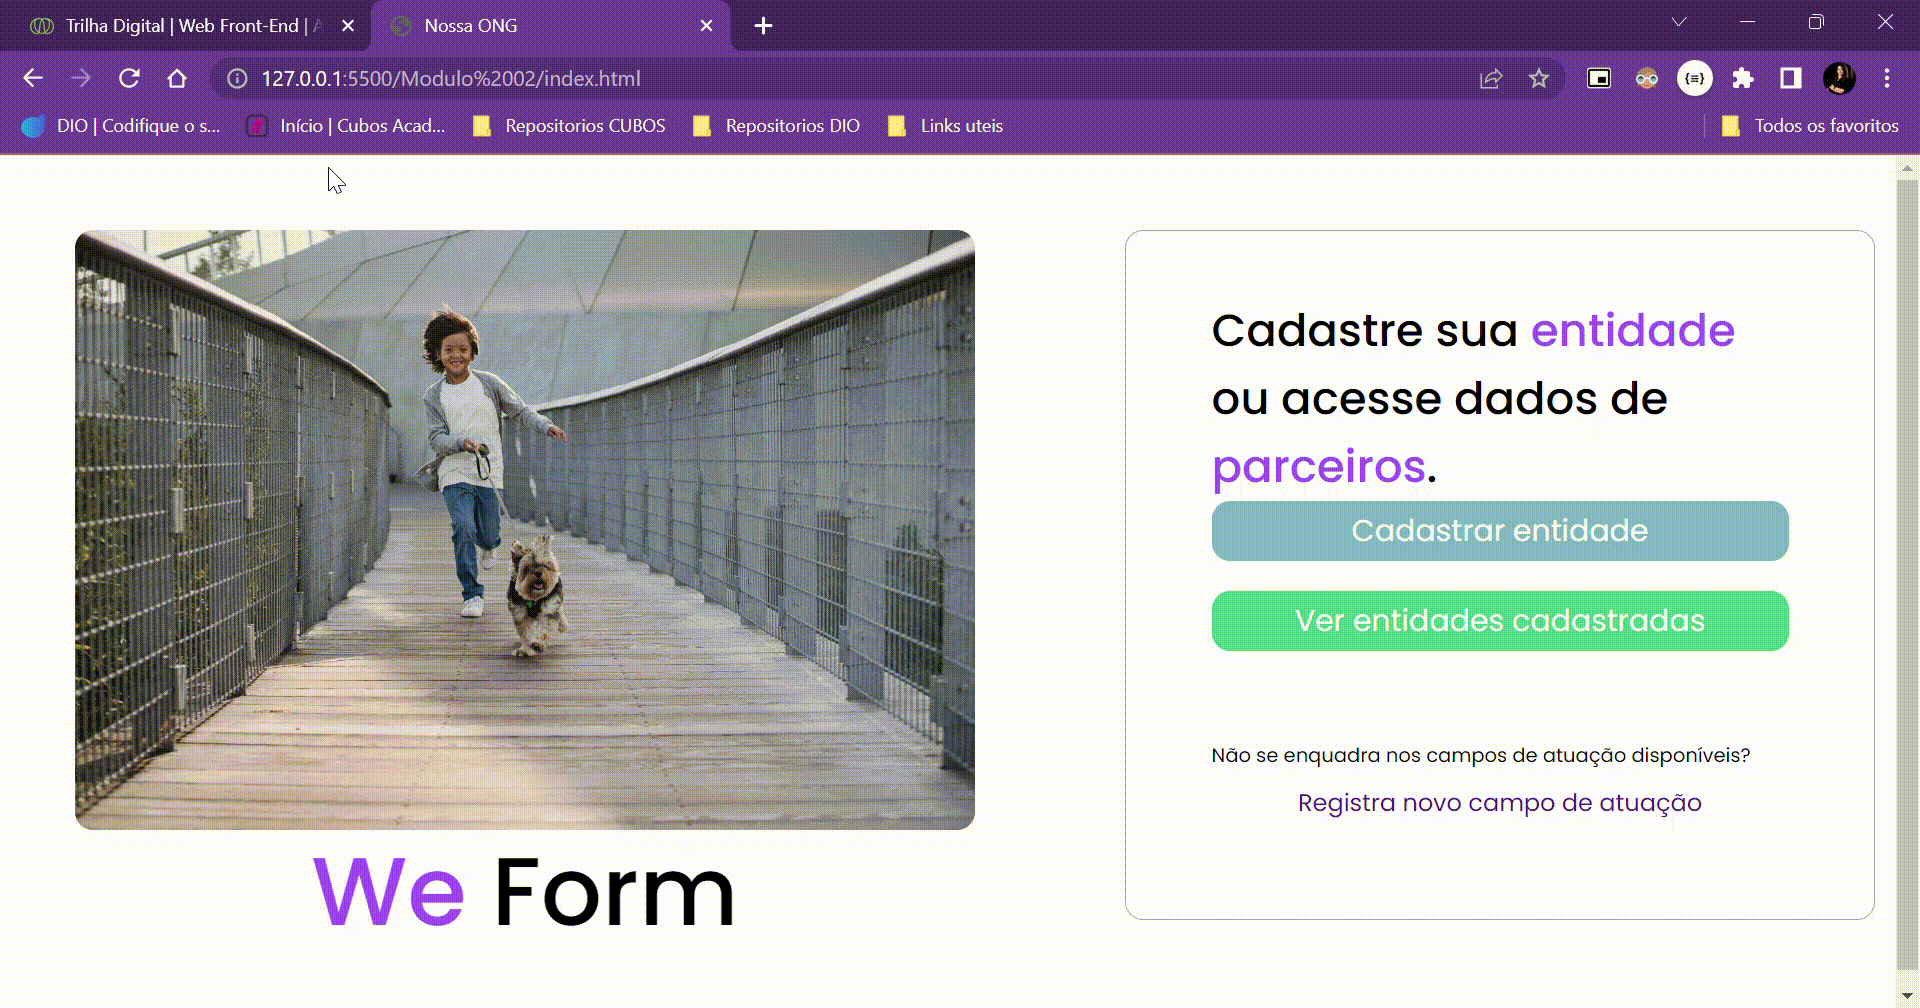 Trilha Digital | Web Front-End | A
Nossa ONG
127.0.0.1:5500/Modulo%2002/index.html
DIO | Codifique o s...
Início | Cubos Acad...
Repositorios CUBOS
Repositorios DIO
Links uteis
Todos os favoritos
Cadastre sua entidade
ou acesse dados de
parceiros.
Cadastrar entidade
Ver entidades cadastradas
Não se enquadra nos campos de atuação disponíveis?
Registra novo campo de atuação
We Form